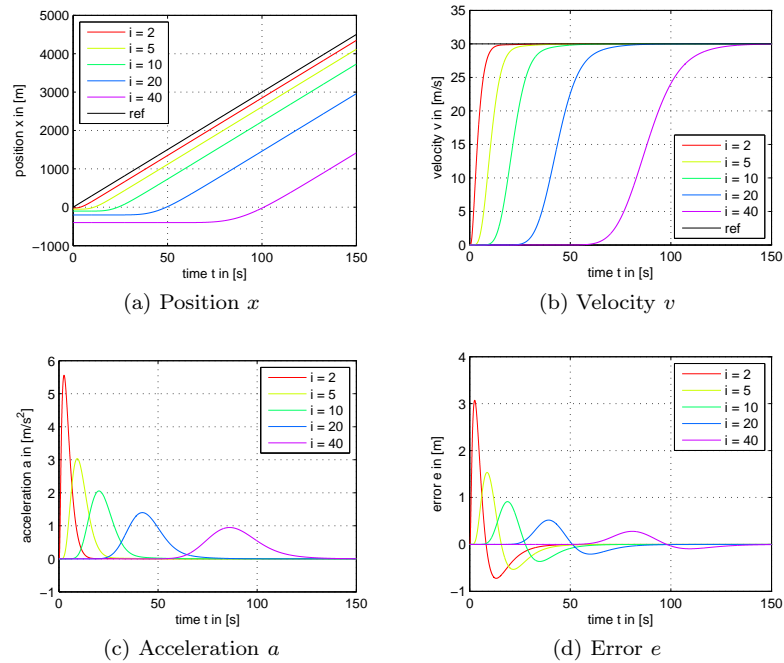 5000
4000
3000
2000
1000
0
−1000
0
50
100
150
position x in [m]
time t in [s]
i = 2
i = 5
i = 10
i = 20
i = 40
ref
(a) Position x
35
30
25
20
15
10
5
0
0
50
100
150
velocity v in [m/s]
time t in [s]
i = 2
i = 5
i = 10
i = 20
i = 40
ref
(b) Velocity v
6
5
4
3
2
1
0
−1
0
50
100
150
acceleration a in [m/s²]
time t in [s]
i = 2
i = 5
i = 10
i = 20
i = 40
(c) Acceleration a
4
3
2
1
0
−1
0
50
100
150
error e in [m]
time t in [s]
i = 2
i = 5
i = 10
i = 20
i = 40
(d) Error e